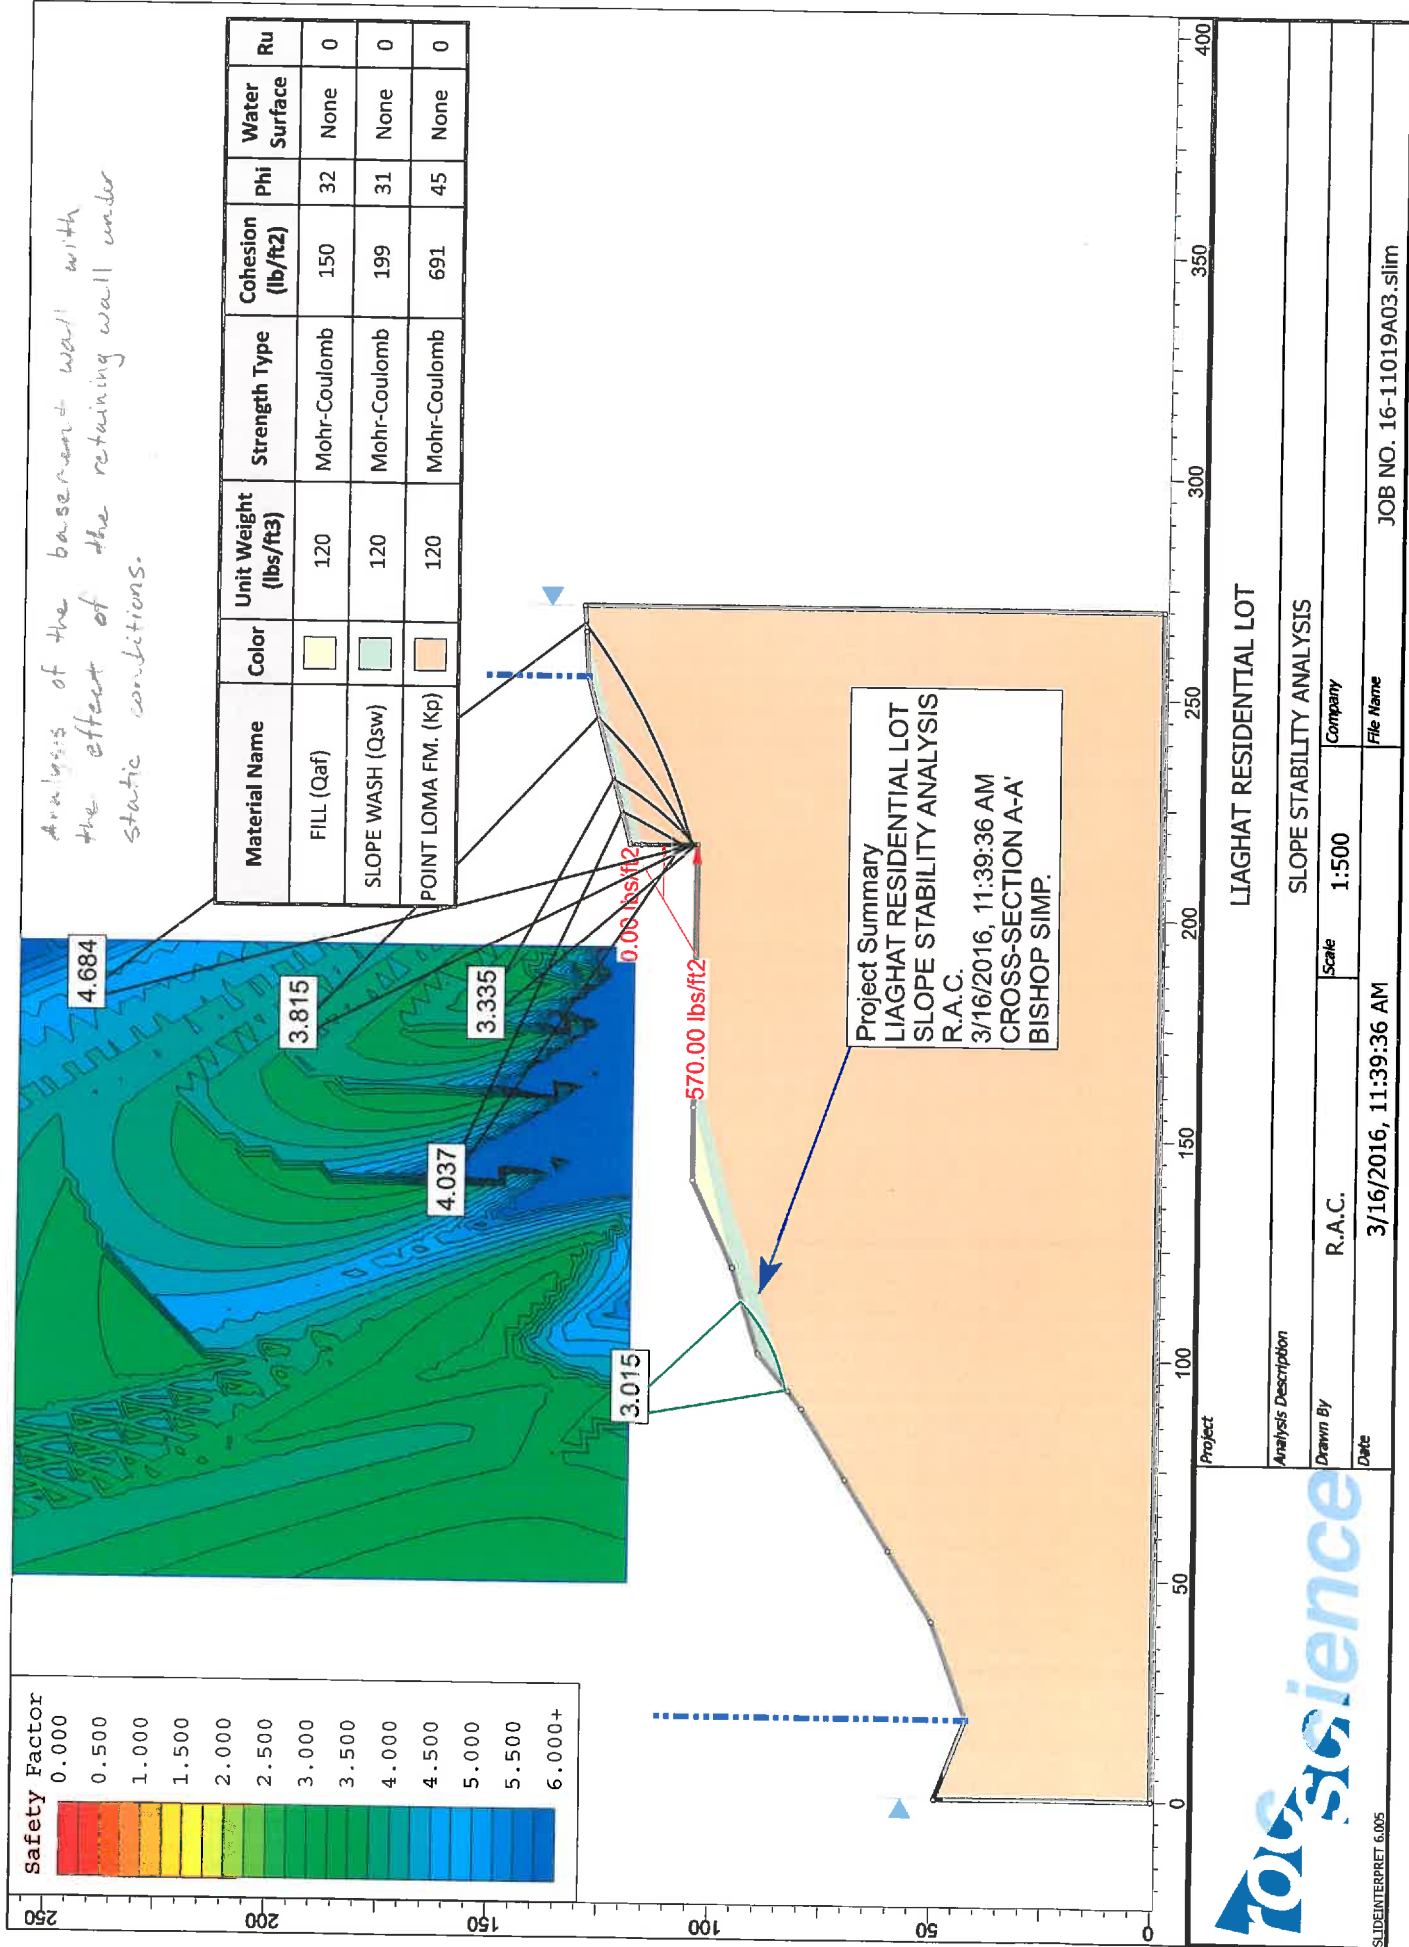 Analysis of the basement wall with
the effect of the retaining wall under
static conditions.
Safety Factor
0.000
0.500
1.000
1.500
2.000
2.500
3.000
3.500
4.000
4.500
5.000
5.500
6.000+
Material Name Color Unit Weight (lbs/ft3) Strength Type Cohesion (lb/ft2) Phi Water Surface Ru
FILL (Qaf) 120 Mohr-Coulomb 150 32 None 0
SLOPE WASH (Qsw) 120 Mohr-Coulomb 199 31 None 0
POINT LOMA FM. (Kp) 120 Mohr-Coulomb 691 45 None 0
4.684
3.815
3.335
4.037
3.015
0.00 lbs/ft2
570.00 lbs/ft2
Project Summary
LIAGHAT RESIDENTIAL LOT
SLOPE STABILITY ANALYSIS
R.A.C.
3/16/2016, 11:39:36 AM
CROSS-SECTION A-A'
BISHOP SIMP.
250
200
150
100
50
0
0 50 100 150 200 250 300 350 400
rocscience
SLIDEINTERPRET 6.005
Project
LIAGHAT RESIDENTIAL LOT
Analysis Description
SLOPE STABILITY ANALYSIS
Drawn By R.A.C. Scale 1:500 Company
Date 3/16/2016, 11:39:36 AM File Name JOB NO. 16-11019A03.slim